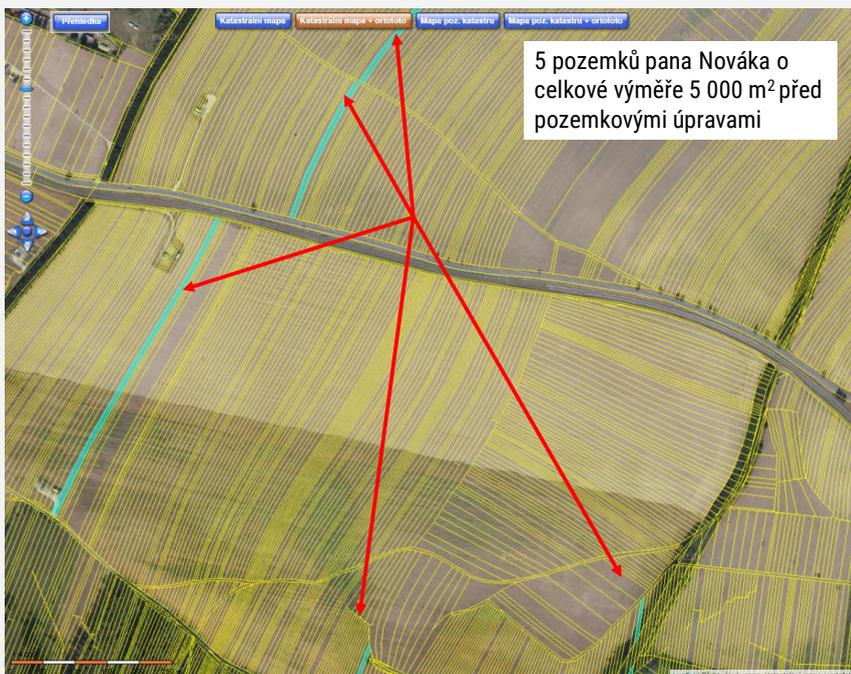 Přehledka
Katastrální mapa
Katastrální mapa + ortofoto
Mapa poz. katastru
Mapa poz. katastru + ortofoto
5 pozemků pana Nováka o
celkové výměře 5 000 m² před
pozemkovými úpravami